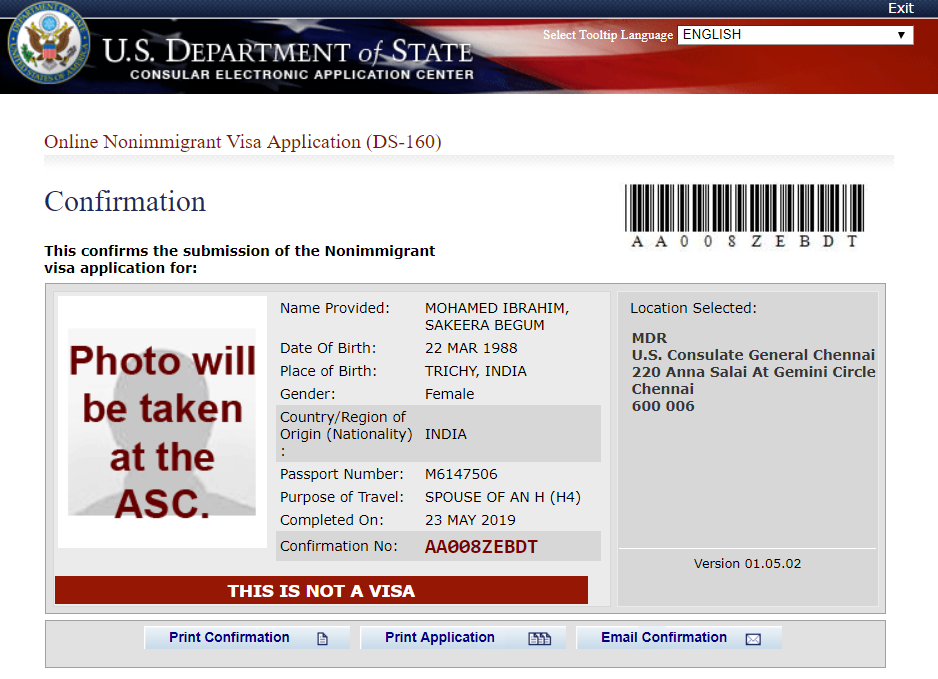 Exit
U.S. DEPARTMENT of STATE
CONSULAR ELECTRONIC APPLICATION CENTER
Select Tooltip Language ENGLISH
Online Nonimmigrant Visa Application (DS-160)
Confirmation
A A 0 0 8 Z E B D T
This confirms the submission of the Nonimmigrant
visa application for:
Photo will
be taken
at the
ASC.
Name Provided: MOHAMED IBRAHIM,
SAKEERA BEGUM
Date Of Birth: 22 MAR 1988
Place of Birth: TRICHY, INDIA
Gender: Female
Country/Region of
Origin (Nationality) INDIA
:
Passport Number: M6147506
Purpose of Travel: SPOUSE OF AN H (H4)
Completed On: 23 MAY 2019
Confirmation No: AA008ZEBDT
THIS IS NOT A VISA
Location Selected:
MDR
U.S. Consulate General Chennai
220 Anna Salai At Gemini Circle
Chennai
600 006
Version 01.05.02
Print Confirmation
Print Application
Email Confirmation